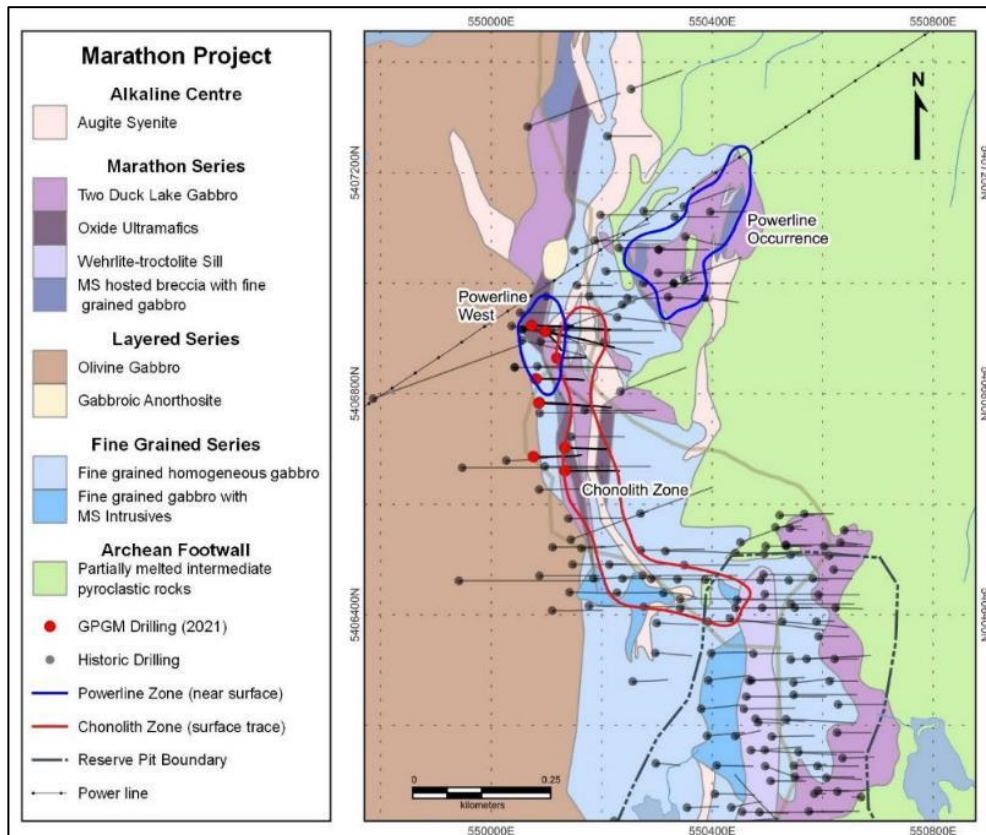 Marathon Project
Alkaline Centre
Augite Syenite
Marathon Series
Two Duck Lake Gabbro
Oxide Ultramafics
Wehrlite-troctolite Sill
MS hosted breccia with fine
grained gabbro
Layered Series
Olivine Gabbro
Gabbroic Anorthosite
Fine Grained Series
Fine grained homogeneous gabbro
Fine grained gabbro with
MS Intrusives
Archean Footwall
Partially melted intermediate
pyroclastic rocks
GPGM Drilling (2021)
Historic Drilling
Powerline Zone (near surface)
Chonolith Zone (surface trace)
Reserve Pit Boundary
Power line
550000E
550400E
550800E
N
5407200N
5407200N
Powerline
Occurrence
Powerline
West
5406800N
5406800N
Chonolith Zone
5406400N
5406400N
0
0.25
kilometers
550000E
550400E
550800E